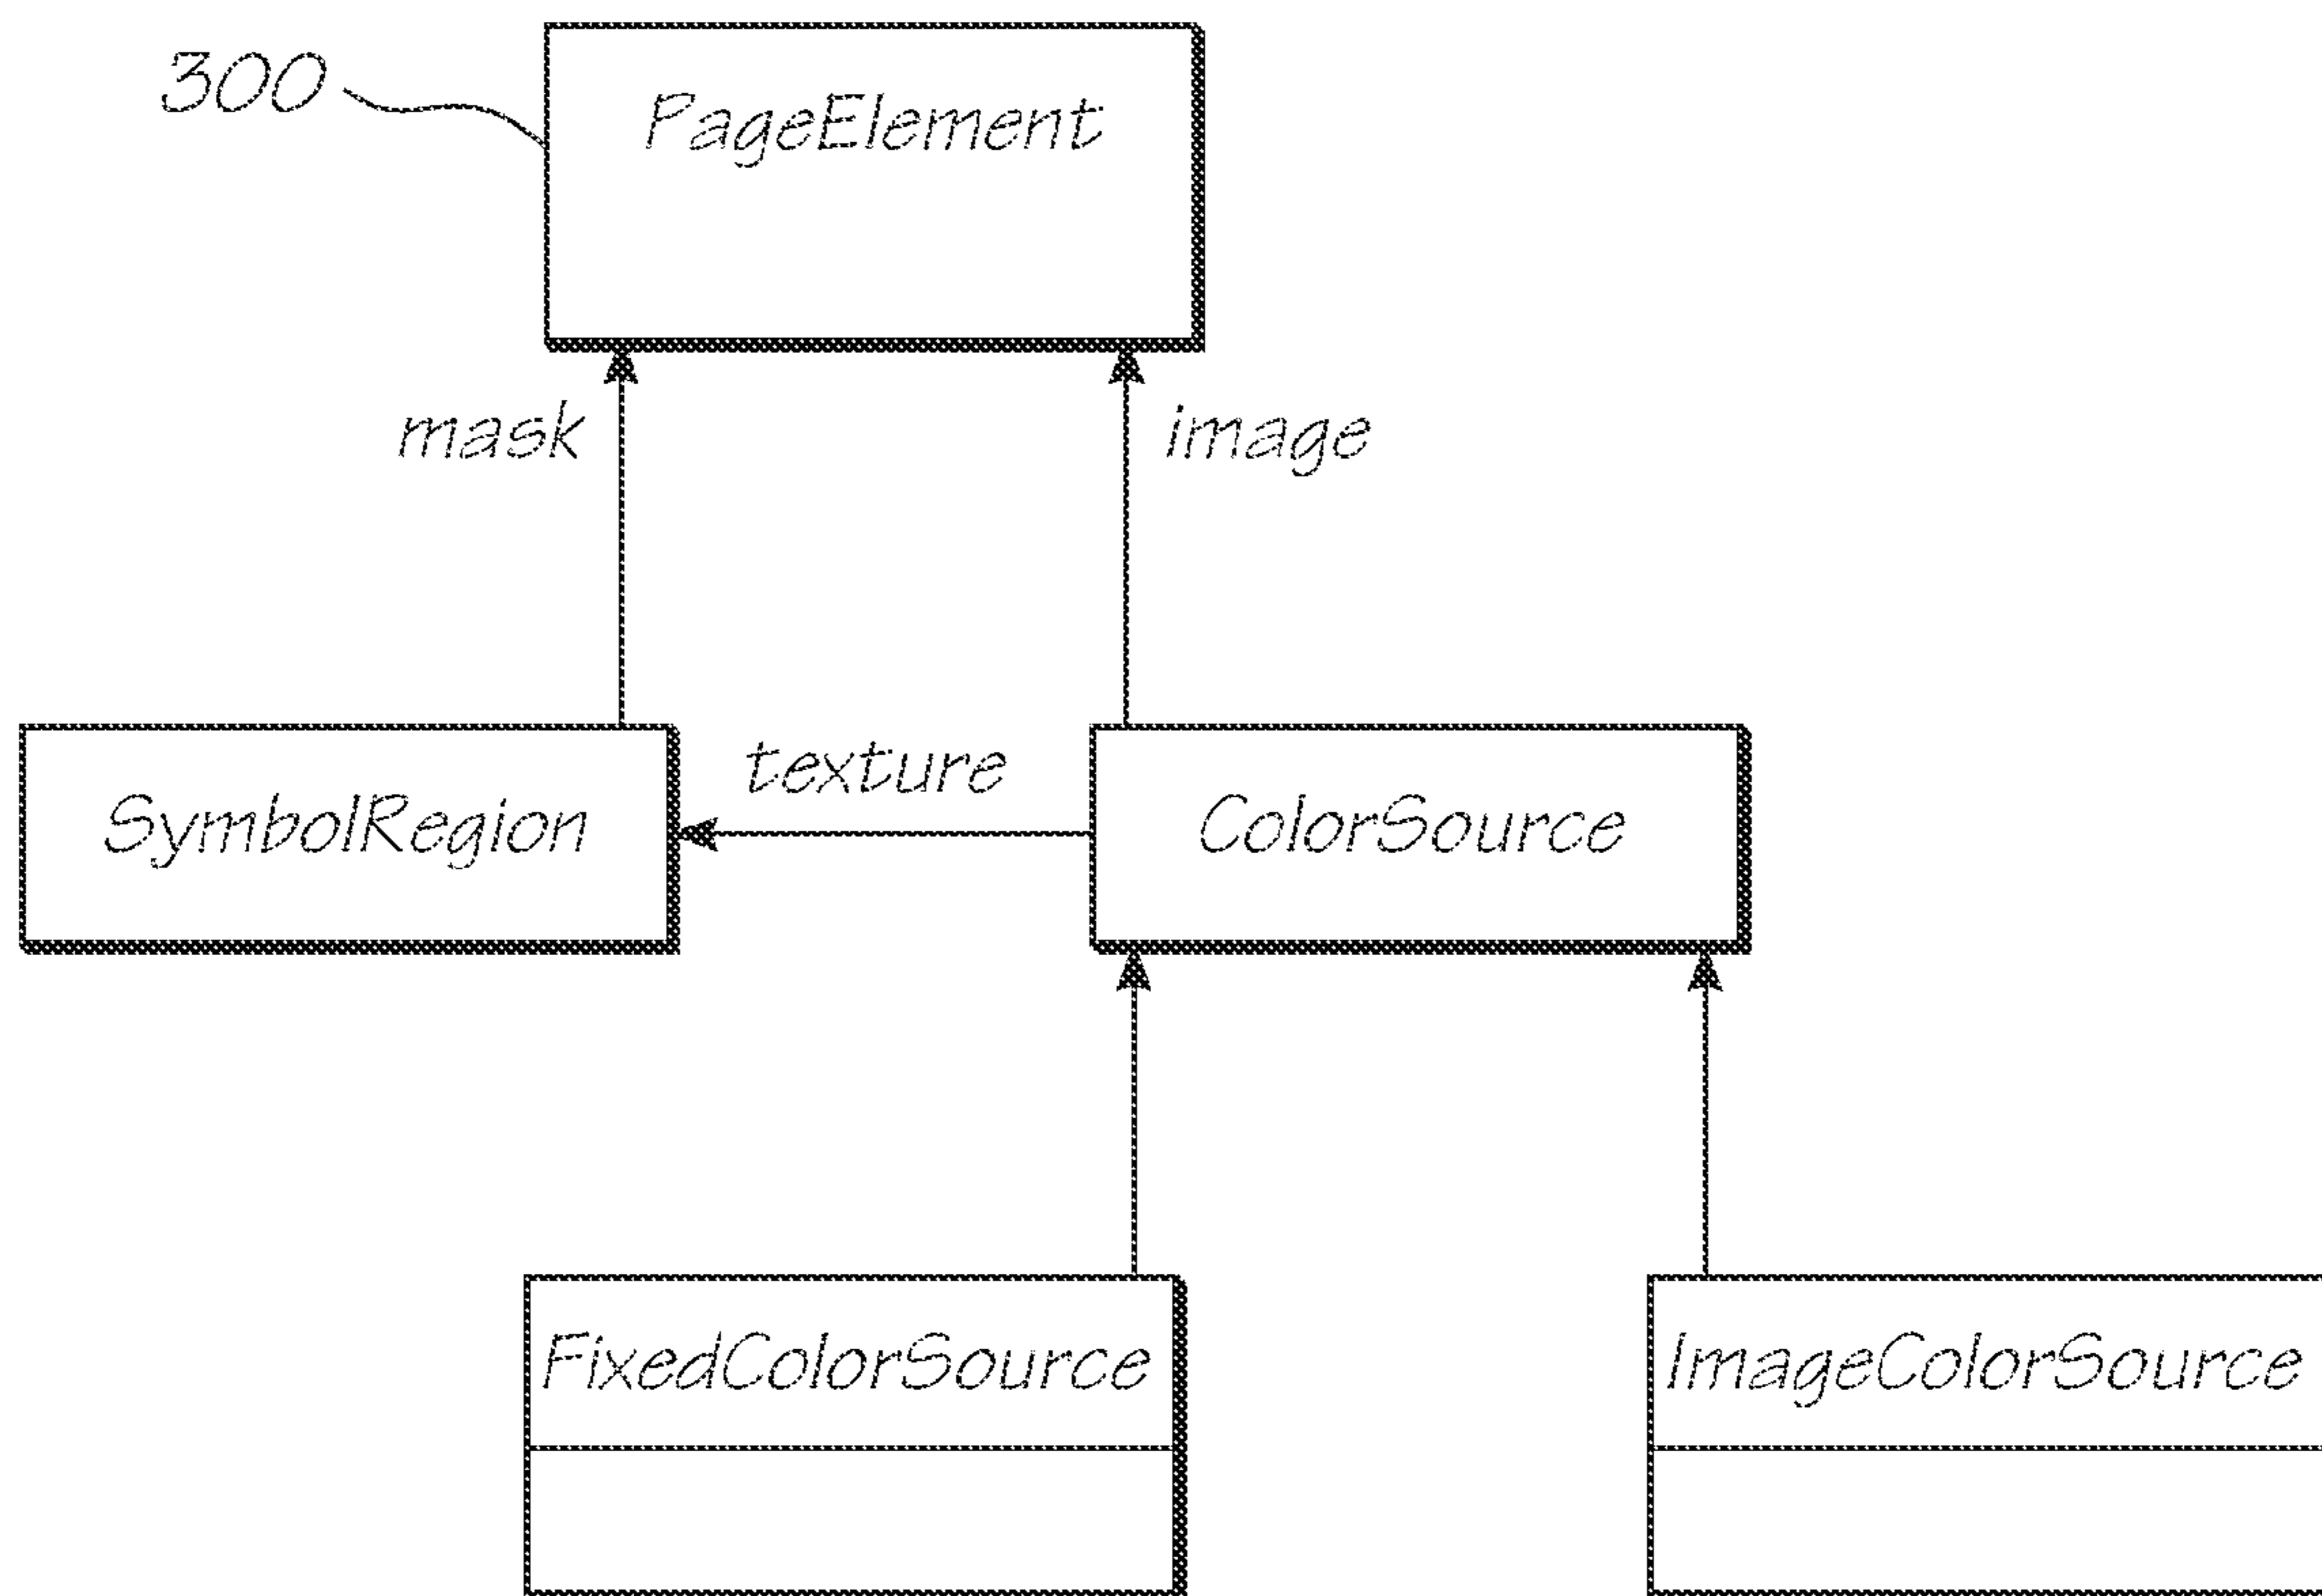 300
PageElement
mask
image
texture
SymbolRegion
ColorSource
FixedColorSource
ImageColorSource